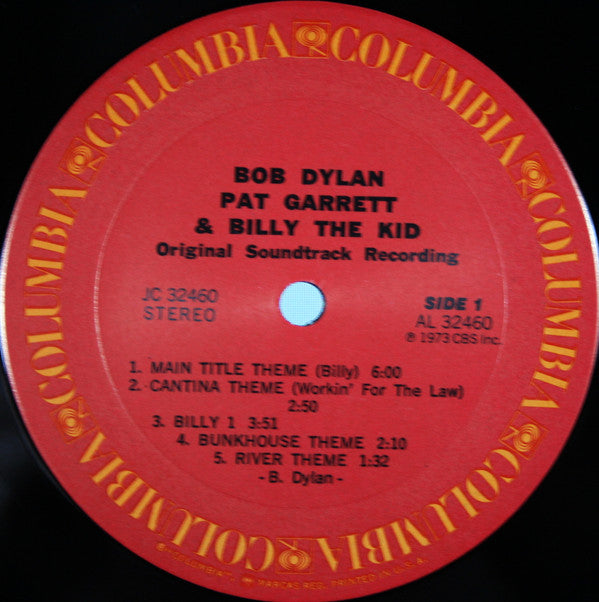 COLUMBIA COLUMBIA COLUMBIA COLUMBIA COLUMBIA COLUMBIA
BOB DYLAN
PAT GARRETT
& BILLY THE KID
Original Soundtrack Recording
JC 32460
STEREO
SIDE 1
AL 32460
℗ 1973 CBS Inc.
1. MAIN TITLE THEME (Billy) 6:00
2. CANTINA THEME (Workin' For The Law)
2:50
3. BILLY 1 3:51
4. BUNKHOUSE THEME 2:10
5. RIVER THEME 1:32
- B. Dylan -
"COLUMBIA", MARCAS REG. PRINTED IN U.S.A.